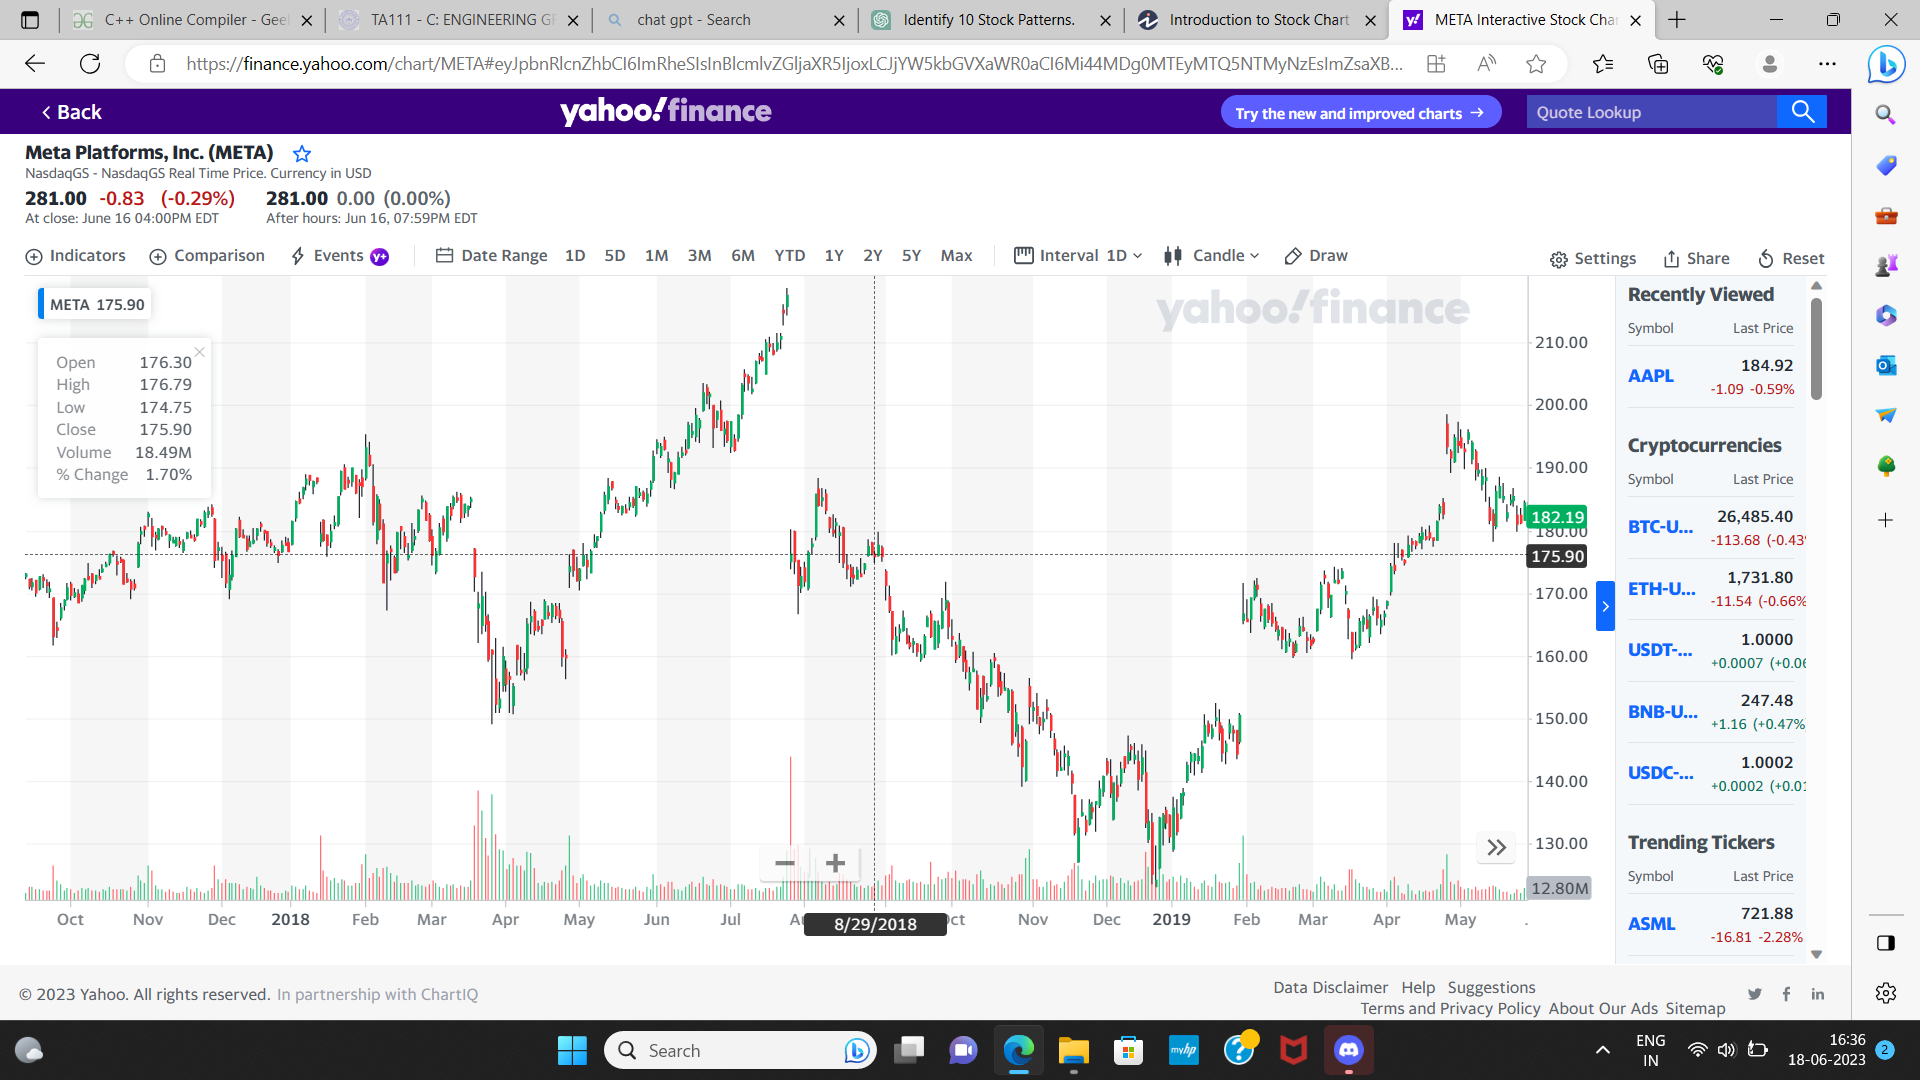 C++ Online Compiler - Gee
TA111 - C: ENGINEERING GR
chat gpt - Search
Identify 10 Stock Patterns.
Introduction to Stock Chart
META Interactive Stock Char
https://finance.yahoo.com/chart/META#eyJpbnRlcnZhbCI6ImRheSIsInBlcmlvZGljaXR5IjoxLCJjYW5kbGVXaWR0aCI6Mi44MDg0MTEyMTQ5NTMyNzEsImZsaXB...
Back
yahoo!finance
Try the new and improved charts
Quote Lookup
Meta Platforms, Inc. (META)
NasdaqGS - NasdaqGS Real Time Price. Currency in USD
281.00 -0.83 (-0.29%) 281.00 0.00 (0.00%)
At close: June 16 04:00PM EDT After hours: Jun 16, 07:59PM EDT
Indicators Comparison Events y+ Date Range 1D 5D 1M 3M 6M YTD 1Y 2Y 5Y Max Interval 1D Candle Draw Settings Share Reset
META 175.90
Open 176.30
High 176.79
Low 174.75
Close 175.90
Volume 18.49M
% Change 1.70%
yahoo!finance
210.00
200.00
190.00
182.19
180.00
175.90
170.00
160.00
150.00
140.00
130.00
12.80M
Oct Nov Dec 2018 Feb Mar Apr May Jun Jul 8/29/2018 Nov Dec 2019 Feb Mar Apr May
Recently Viewed
Symbol Last Price
AAPL 184.92
-1.09 -0.59%
Cryptocurrencies
Symbol Last Price
BTC-U... 26,485.40
-113.68 (-0.43
ETH-U... 1,731.80
-11.54 (-0.66%
USDT-... 1.0000
+0.0007 (+0.06
BNB-U... 247.48
+1.16 (+0.47%
USDC-... 1.0002
+0.0002 (+0.01
Trending Tickers
Symbol Last Price
ASML 721.88
-16.81 -2.28%
© 2023 Yahoo. All rights reserved. In partnership with ChartIQ
Data Disclaimer Help Suggestions
Terms and Privacy Policy About Our Ads Sitemap
Search
myhp
ENG
IN
16:36
18-06-2023
2